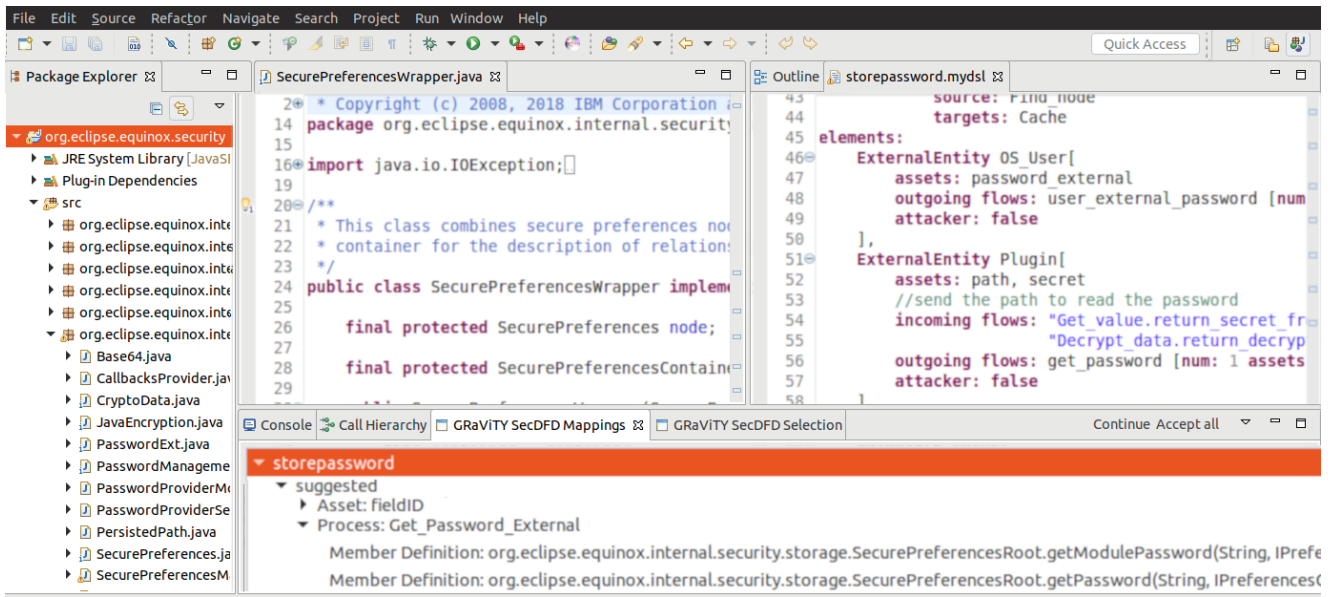 File Edit Source Refactor Navigate Search Project Run Window Help
Quick Access
Package Explorer
org.eclipse.equinox.security
JRE System Library [JavaSI
Plug-in Dependencies
src
org.eclipse.equinox.inte
org.eclipse.equinox.inte
org.eclipse.equinox.inte
org.eclipse.equinox.inte
org.eclipse.equinox.inte
org.eclipse.equinox.inte
Base64.java
CallbacksProvider.jav
CryptoData.java
JavaEncryption.java
PasswordExt.java
PasswordManageme
PasswordProviderMo
PasswordProviderSe
PersistedPath.java
SecurePreferences.ja
SecurePreferencesM
SecurePreferencesWrapper.java
2 * Copyright (c) 2008, 2018 IBM Corporation
14 package org.eclipse.equinox.internal.security
15
16 import java.io.IOException;
19
20 /**
21 * This class combines secure preferences nod
22 * container for the description of relations
23 */
24 public class SecurePreferencesWrapper impleme
25
26 final protected SecurePreferences node;
27
28 final protected SecurePreferencesContaine
29
Outline storepassword.mydsl
43 source: Find_node
44 targets: Cache
45 elements:
46 ExternalEntity OS_User[
47 assets: password_external
48 outgoing flows: user_external_password [num
49 attacker: false
50 ],
51 ExternalEntity Plugin[
52 assets: path, secret
53 //send the path to read the password
54 incoming flows: "Get_value.return_secret_fr
55 "Decrypt_data.return_decryp
56 outgoing flows: get_password [num: 1 assets
57 attacker: false
58 ]
Console Call Hierarchy GRaViTY SecDFD Mappings GRaViTY SecDFD Selection Continue Accept all
storepassword
suggested
Asset: fieldID
Process: Get_Password_External
Member Definition: org.eclipse.equinox.internal.security.storage.SecurePreferencesRoot.getModulePassword(String, IPrefe
Member Definition: org.eclipse.equinox.internal.security.storage.SecurePreferencesRoot.getPassword(String, IPreferencesC